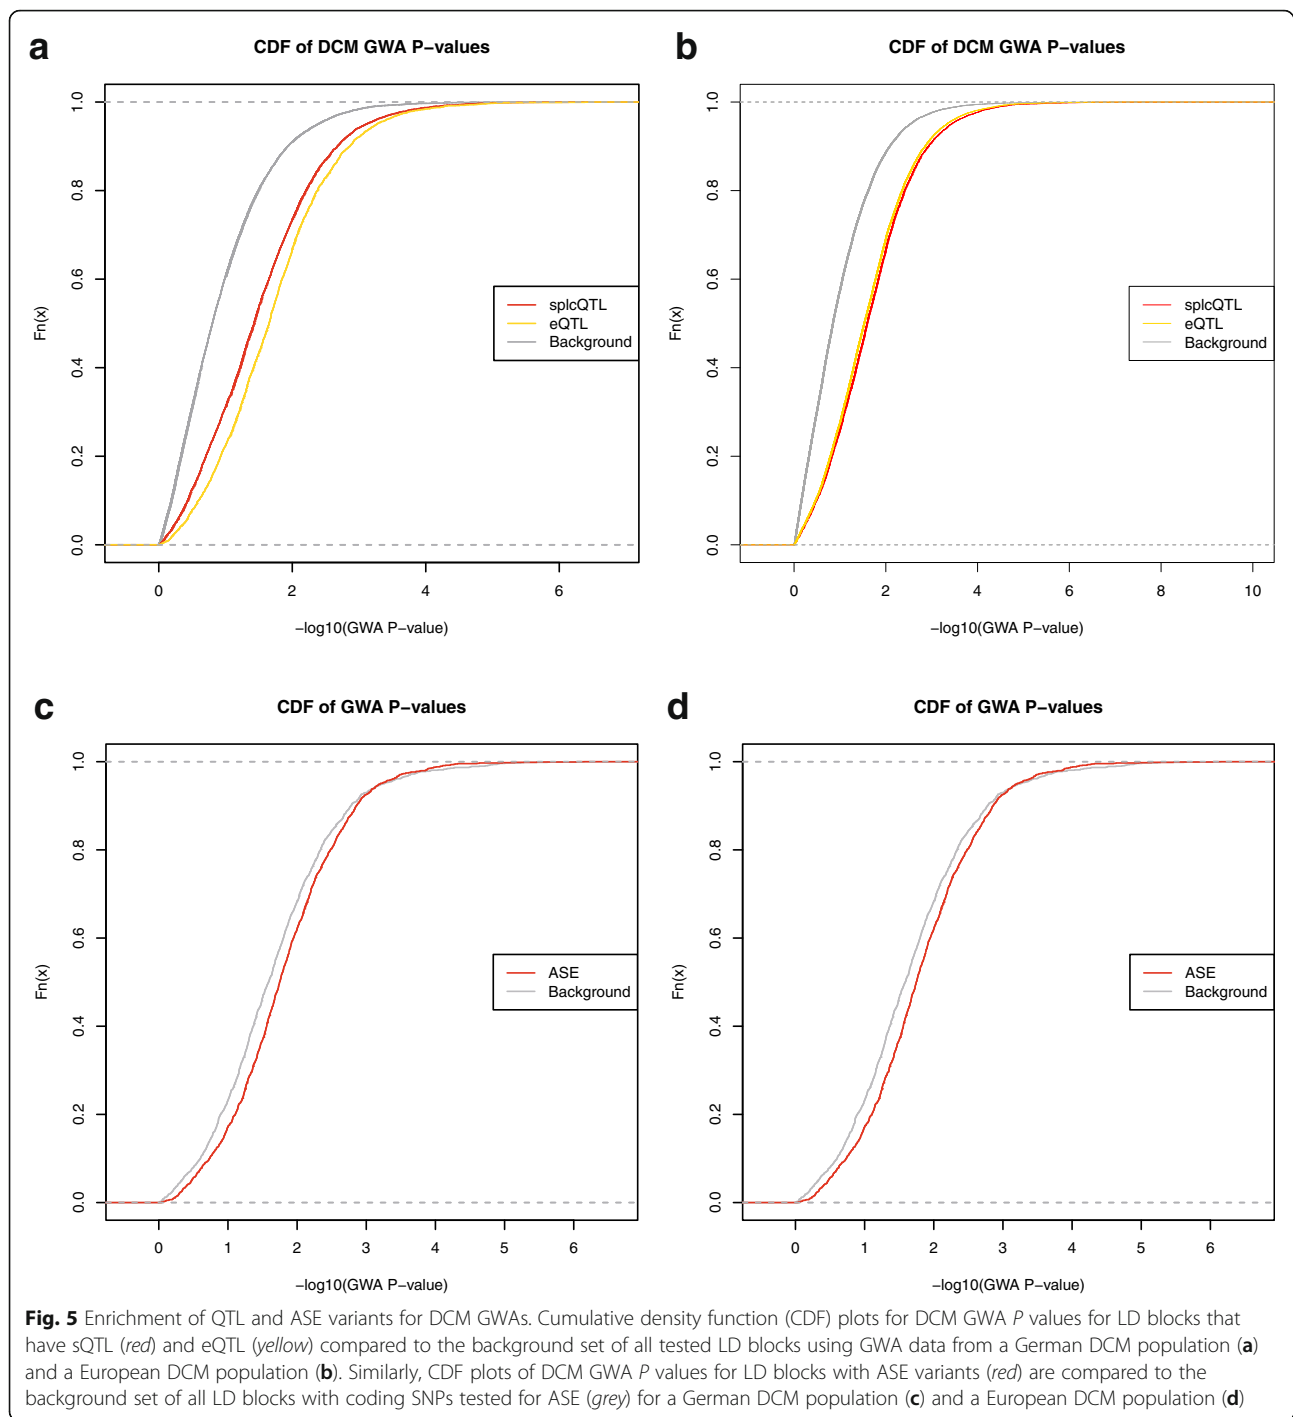 a
CDF of DCM GWA P−values
Fn(x)
1.0
0.8
0.6
0.4
0.2
0.0
splcQTL
eQTL
Background
0 2 4 6
−log10(GWA P−value)
b
CDF of DCM GWA P−values
Fn(x)
1.0
0.8
0.6
0.4
0.2
0.0
splcQTL
eQTL
Background
0 2 4 6 8 10
−log10(GWA P−value)
c
CDF of GWA P−values
Fn(x)
1.0
0.8
0.6
0.4
0.2
0.0
ASE
Background
0 1 2 3 4 5 6
−log10(GWA P−value)
d
CDF of GWA P−values
Fn(x)
1.0
0.8
0.6
0.4
0.2
0.0
ASE
Background
0 1 2 3 4 5 6
−log10(GWA P−value)
Fig. 5 Enrichment of QTL and ASE variants for DCM GWAs. Cumulative density function (CDF) plots for DCM GWA P values for LD blocks that
have sQTL (red) and eQTL (yellow) compared to the background set of all tested LD blocks using GWA data from a German DCM population (a)
and a European DCM population (b). Similarly, CDF plots of DCM GWA P values for LD blocks with ASE variants (red) are compared to the
background set of all LD blocks with coding SNPs tested for ASE (grey) for a German DCM population (c) and a European DCM population (d)